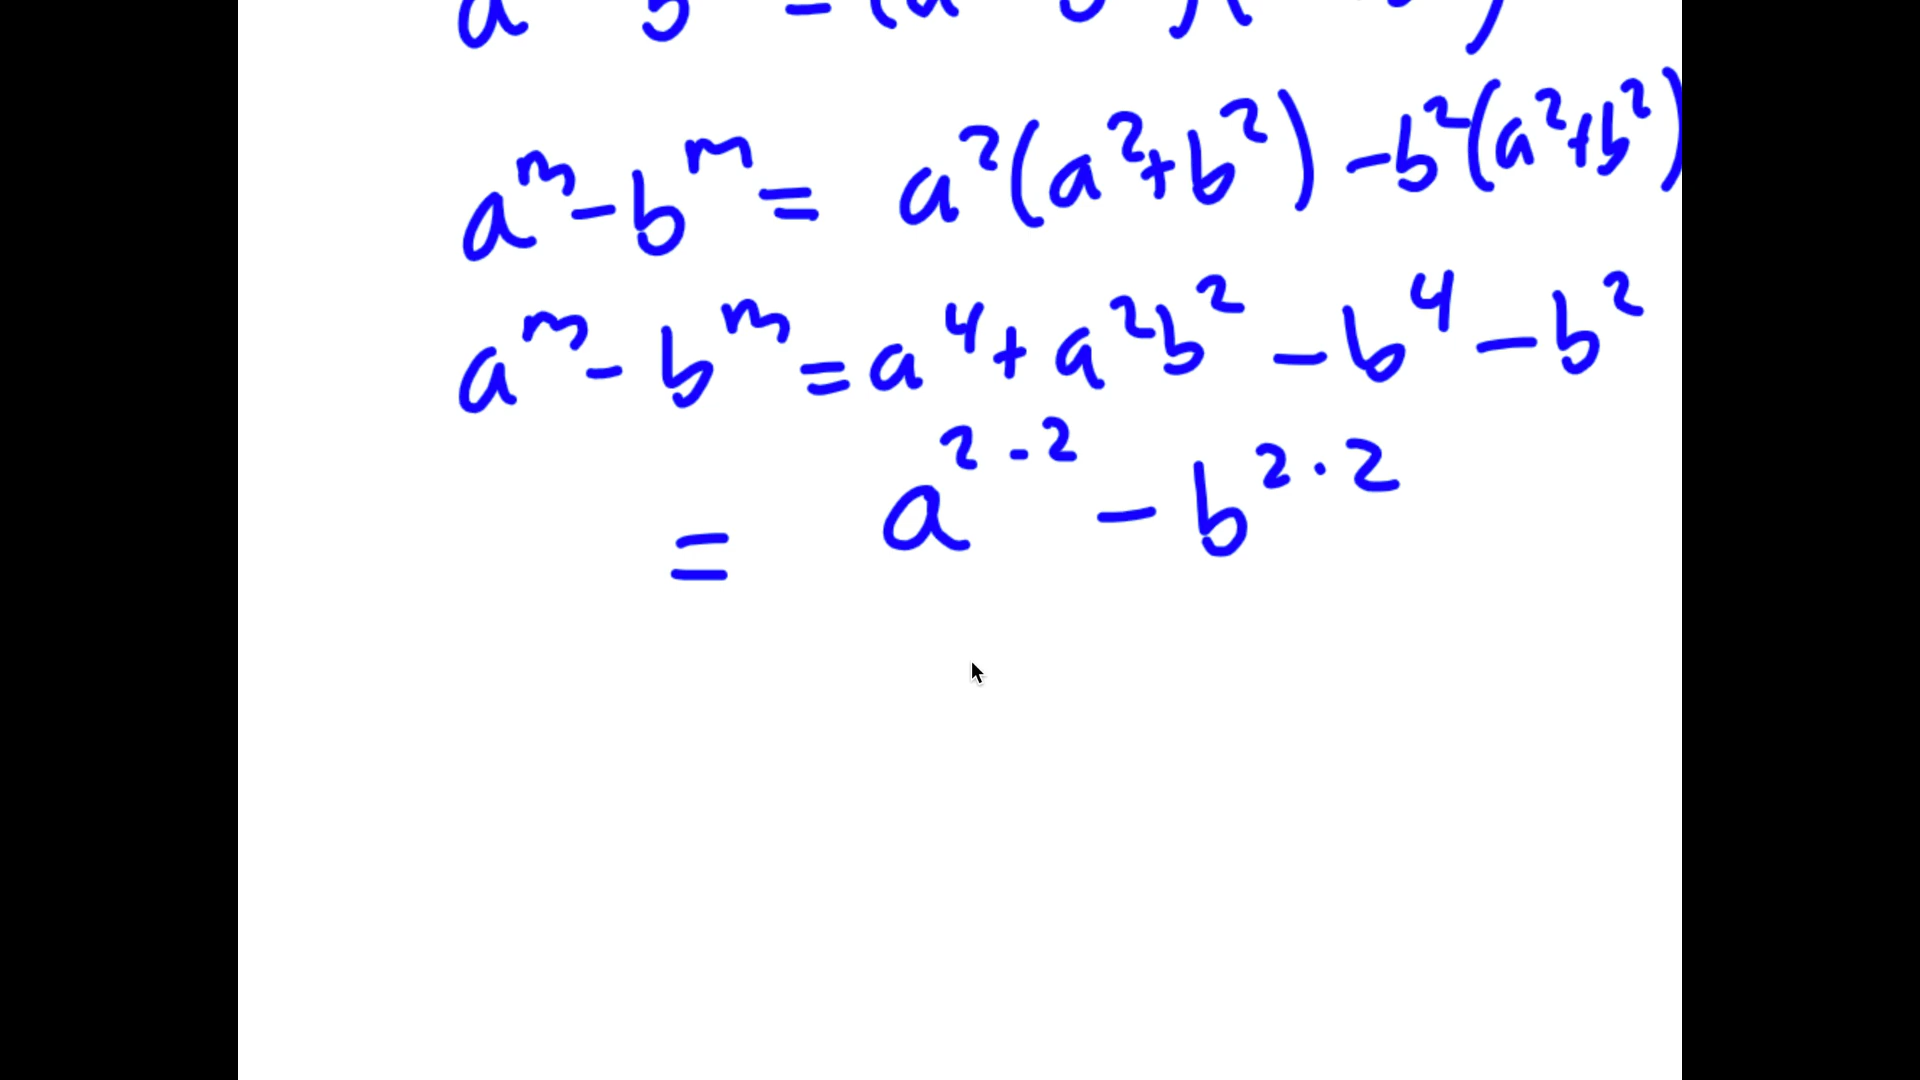 a b = (a b)( b )
a^m - b^m = a^2(a^2+b^2) - b^2(a^2+b^2)
a^m - b^m = a^4 + a^2b^2 - b^4 - b^2
= a^{2·2} - b^{2·2}